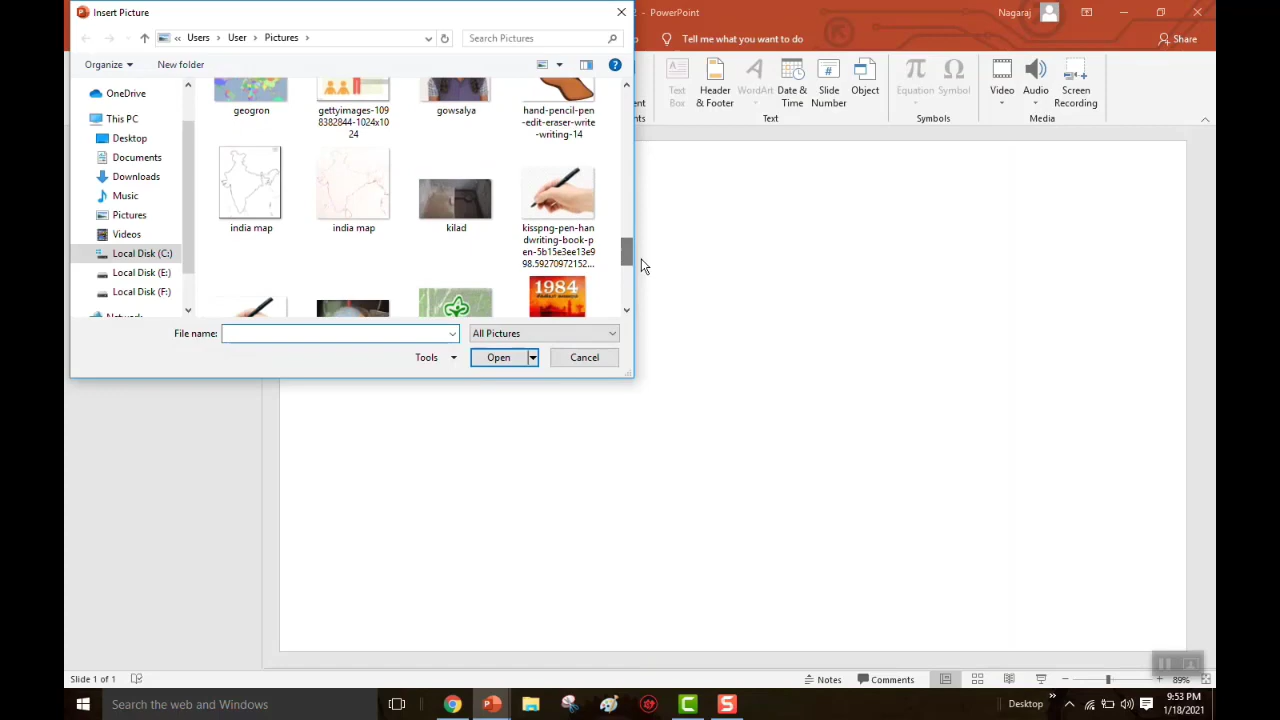 Insert Picture
2 - PowerPoint
Nagaraj
Users
User
Pictures
Search Pictures
Tell me what you want to do
Share
Organize
New folder
Text Box
Header & Footer
WordArt
Date & Time
Slide Number
Object
Equation
Symbol
Video
Audio
Screen Recording
Text
Symbols
Media
OneDrive
This PC
Desktop
Documents
Downloads
Music
Pictures
Videos
Local Disk (C:)
Local Disk (E:)
Local Disk (F:)
geogron
gettyimages-109
8382844-1024x10
24
gowsalya
hand-pencil-pen
-edit-eraser-write
-writing-14
india map
india map
kilad
kisspng-pen-han
dwriting-book-p
en-5b15e3ee13e9
98.59270972152...
1984
File name:
All Pictures
Tools
Open
Cancel
Slide 1 of 1
Notes
Comments
89%
Search the web and Windows
Desktop
9:53 PM
1/18/2021